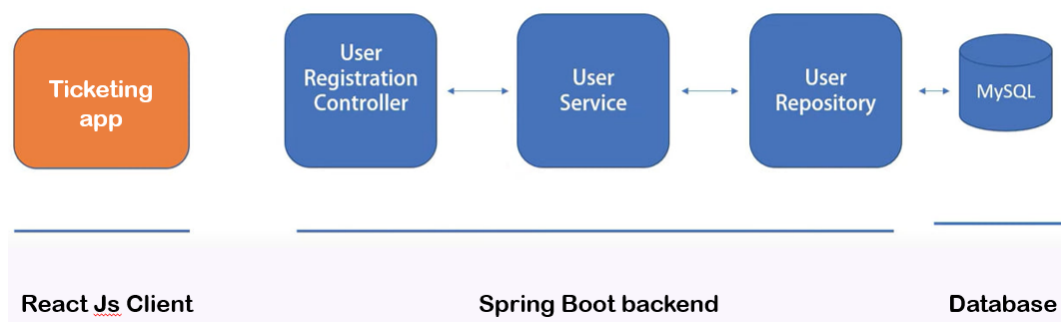 Ticketing
app
User
Registration
Controller
User
Service
User
Repository
MySQL
React Js Client
Spring Boot backend
Database